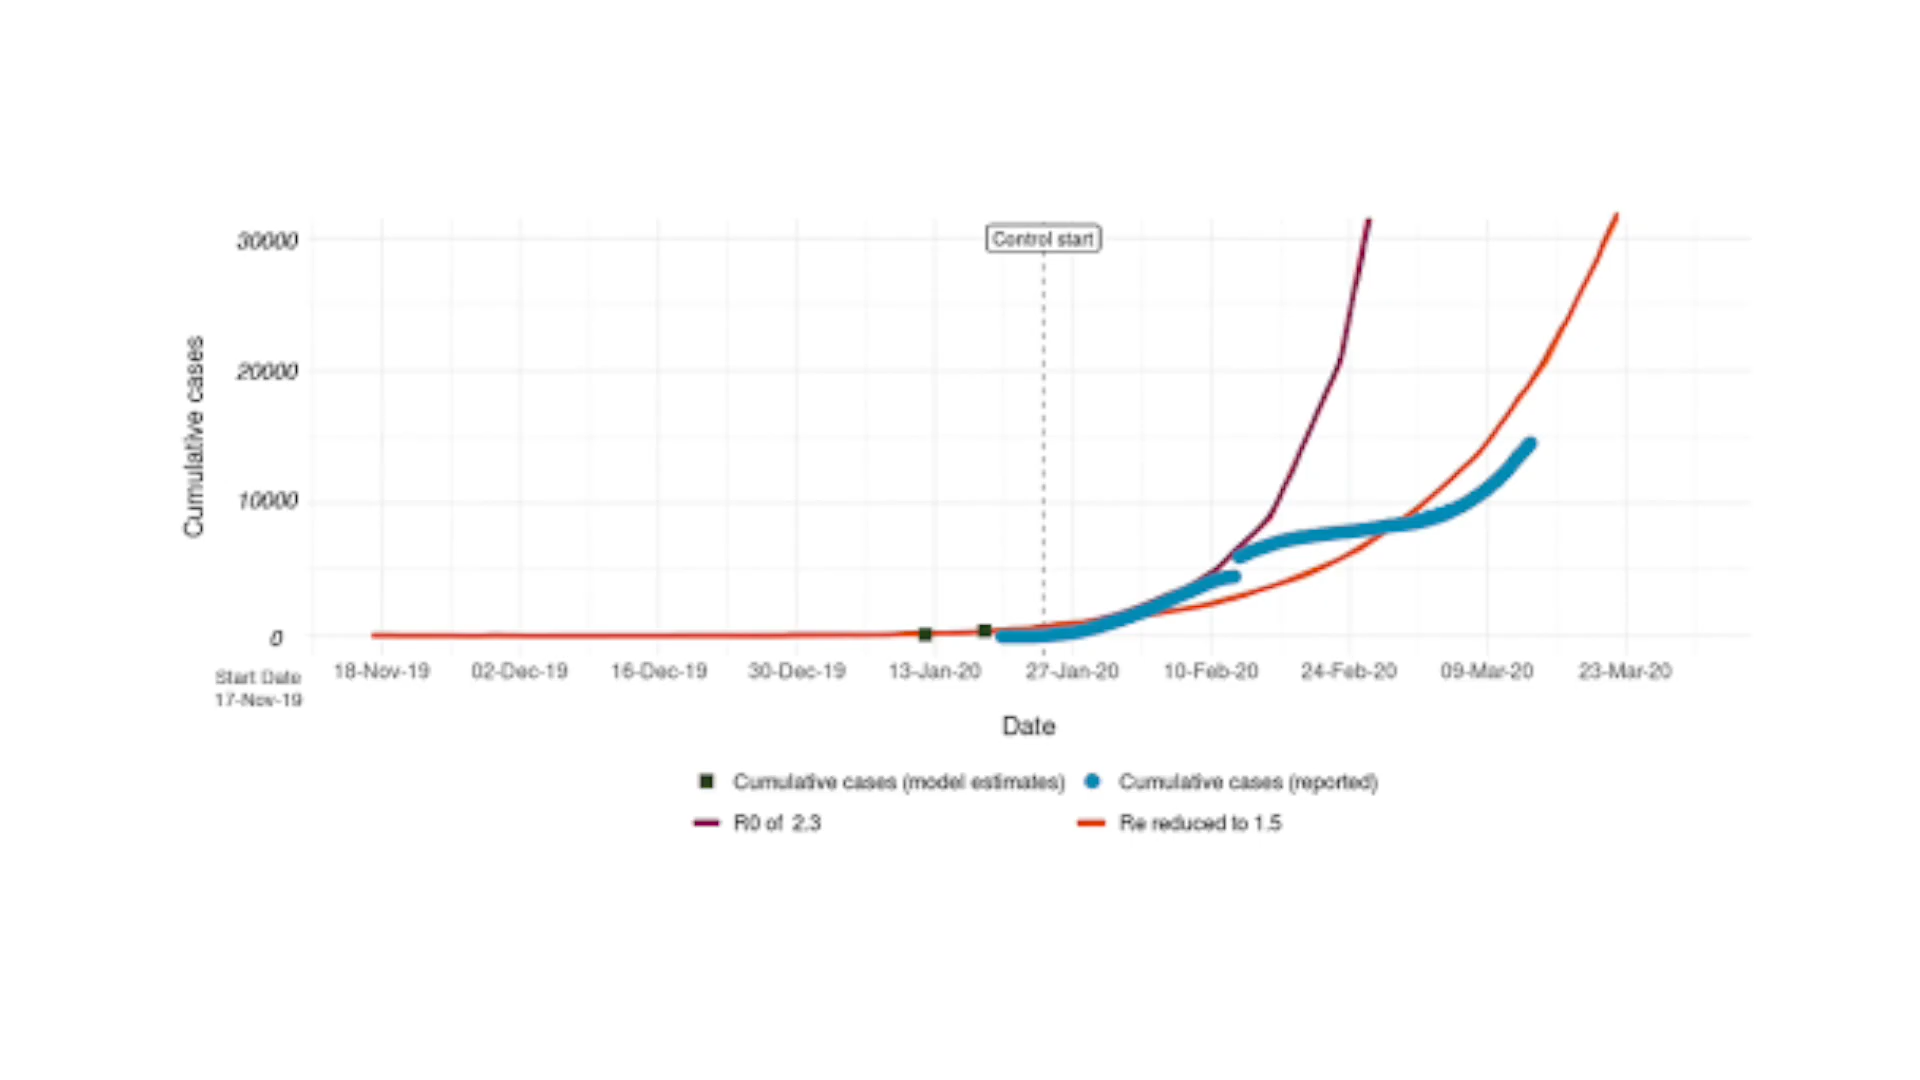 Control start
30000
20000
10000
0
Cumulative cases
18-Nov-19 02-Dec-19 16-Dec-19 30-Dec-19 13-Jan-20 27-Jan-20 10-Feb-20 24-Feb-20 09-Mar-20 23-Mar-20
Start Date
17-Nov-19
Date
Cumulative cases (model estimates) Cumulative cases (reported)
R0 of 2.3 Re reduced to 1.5